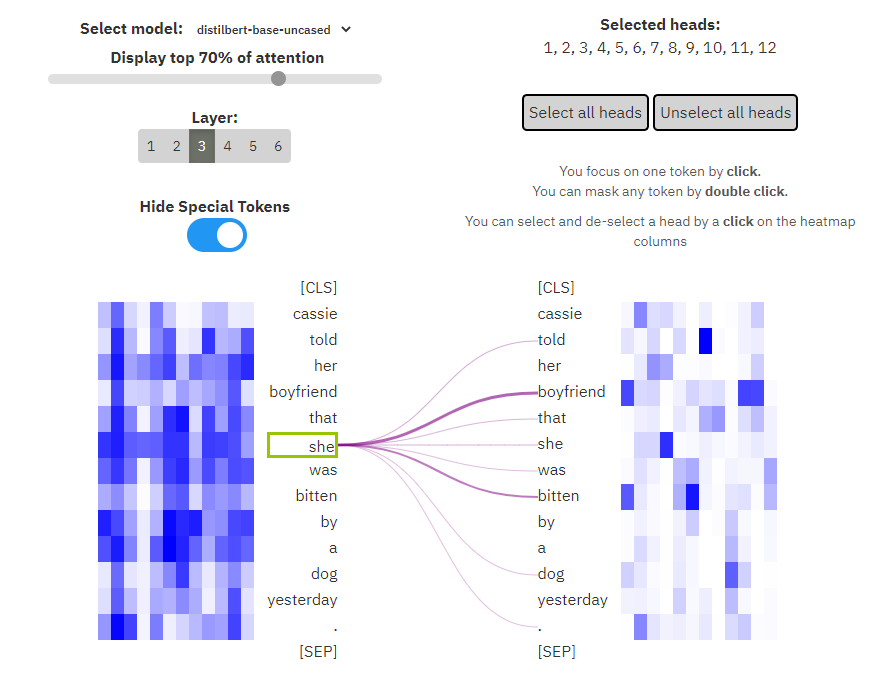 Select model: distilbert-base-uncased
Display top 70% of attention
Layer:
1 2 3 4 5 6
Hide Special Tokens
Selected heads:
1, 2, 3, 4, 5, 6, 7, 8, 9, 10, 11, 12
Select all heads Unselect all heads
You focus on one token by click.
You can mask any token by double click.
You can select and de-select a head by a click on the heatmap
columns
[CLS]
cassie
told
her
boyfriend
that
she
was
bitten
by
a
dog
yesterday
.
[SEP]
[CLS]
cassie
told
her
boyfriend
that
she
was
bitten
by
a
dog
yesterday
.
[SEP]